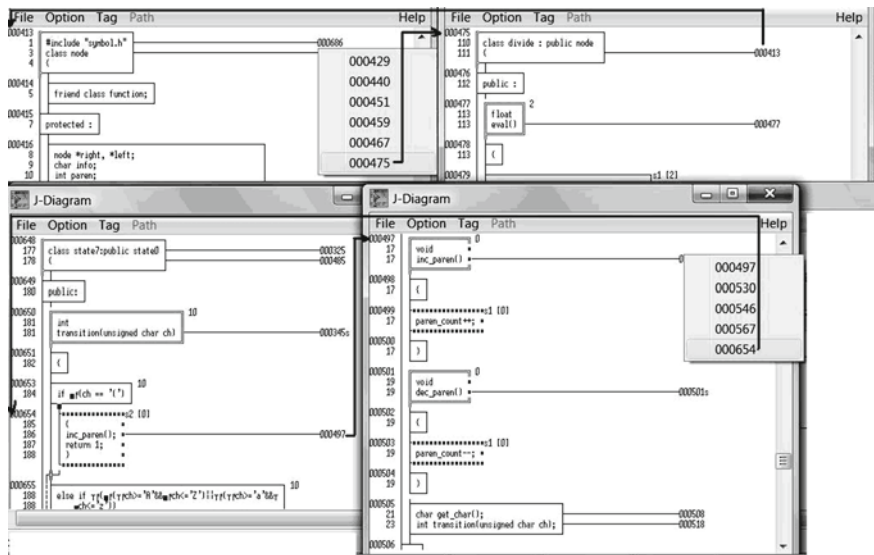 File Option Tag Path Help
000413
1 #include "symbol.h" 000686
3 class node
4 {
000414
5 friend class function;
000415
7 protected :
000416
8 node *right, *left;
9 char info;
10 int paren;
000429
000440
000451
000459
000467
000475
File Option Tag Path Help
000475
110 class divide : public node
111 { 000413
000476
112 public :
000477 2
113 float
113 eval() 000477
000478
113 {
000479 s1 [2]
J-Diagram
File Option Tag Path
000648
177 class state7:public state0 000325
178 { 000485
000649
180 public:
000650 10
181 int
181 transition(unsigned char ch) 000345s
000651
182 {
000653 10
184 if (ch == '(')
000654 s2 [0]
185 {
186 inc_paren(); 000497
187 return 1;
188 }
000655 10
188 else if
188
J-Diagram
File Option Tag Path Help
000497 0
17 void
17 inc_paren()
000498
17 {
000499 s1 [0]
17 paren_count++;
000500
17 }
000501 0
19 void
19 dec_paren() 000501s
000502
19 {
000503 s1 [0]
19 paren_count--;
000504
19 }
000505
21 char get_char(); 000508
23 int transition(unsigned char ch); 000518
000506
000497
000530
000546
000567
000654